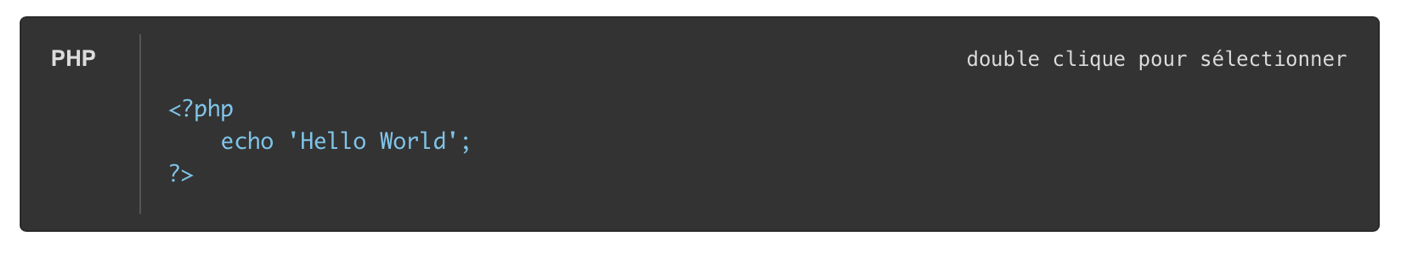 PHP
double clique pour sélectionner
<?php
    echo 'Hello World';
?>